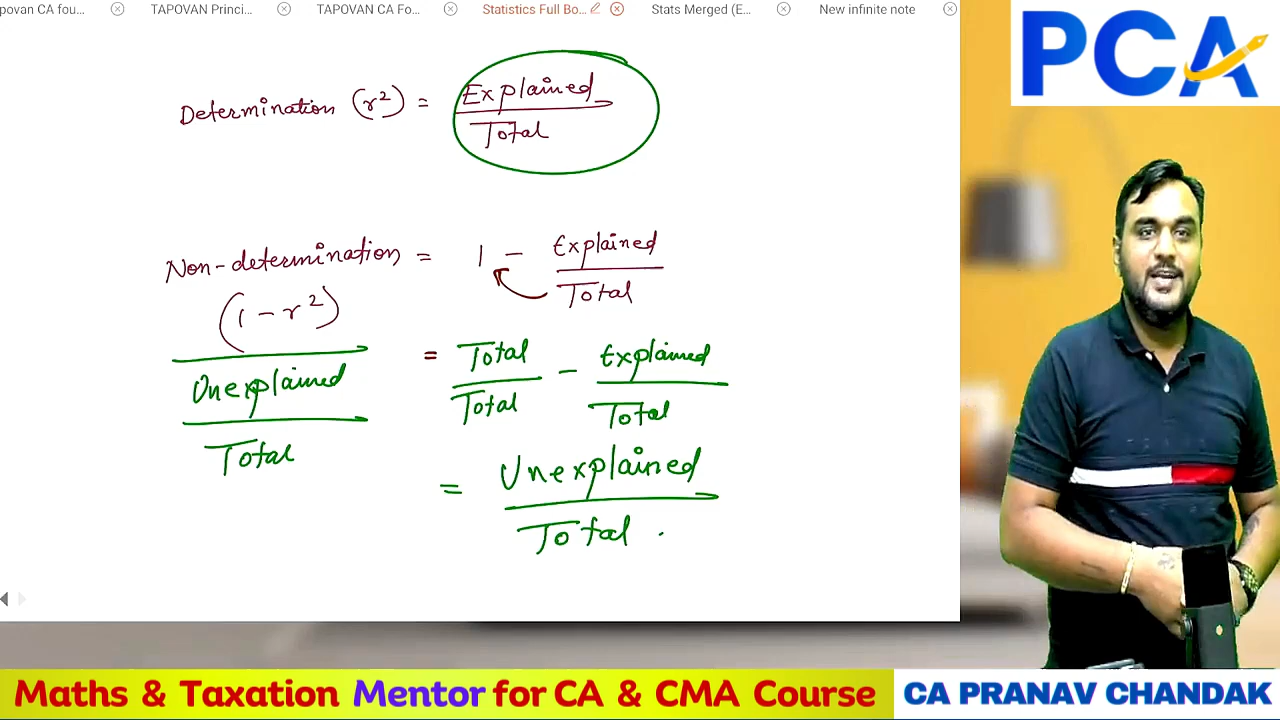 povan CA fou... TAPOVAN Princi... TAPOVAN CA Fo... Statistics Full Bo... Stats Merged (E... New infinite note
PCA
Determination (r²) = Explained
Total
Non-determination = 1 - Explained
Total
(1 - r²)
= Total - Explained
Total Total
Unexplained
Total
= Unexplained
Total
Maths & Taxation Mentor for CA & CMA Course
CA PRANAV CHANDAK